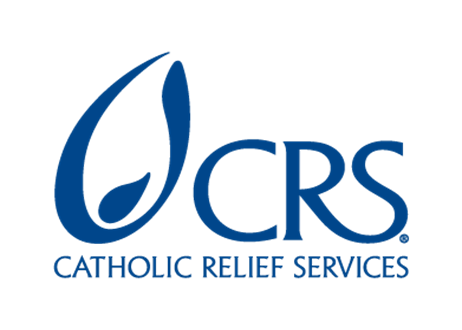 CRS®
CATHOLIC RELIEF SERVICES